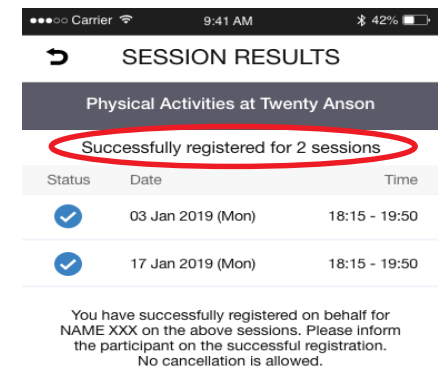 Carrier 9:41 AM 42%
SESSION RESULTS
Physical Activities at Twenty Anson
Successfully registered for 2 sessions
Status Date Time
03 Jan 2019 (Mon) 18:15 - 19:50
17 Jan 2019 (Mon) 18:15 - 19:50
You have successfully registered on behalf for
NAME XXX on the above sessions. Please inform
the participant on the successful registration.
No cancellation is allowed.